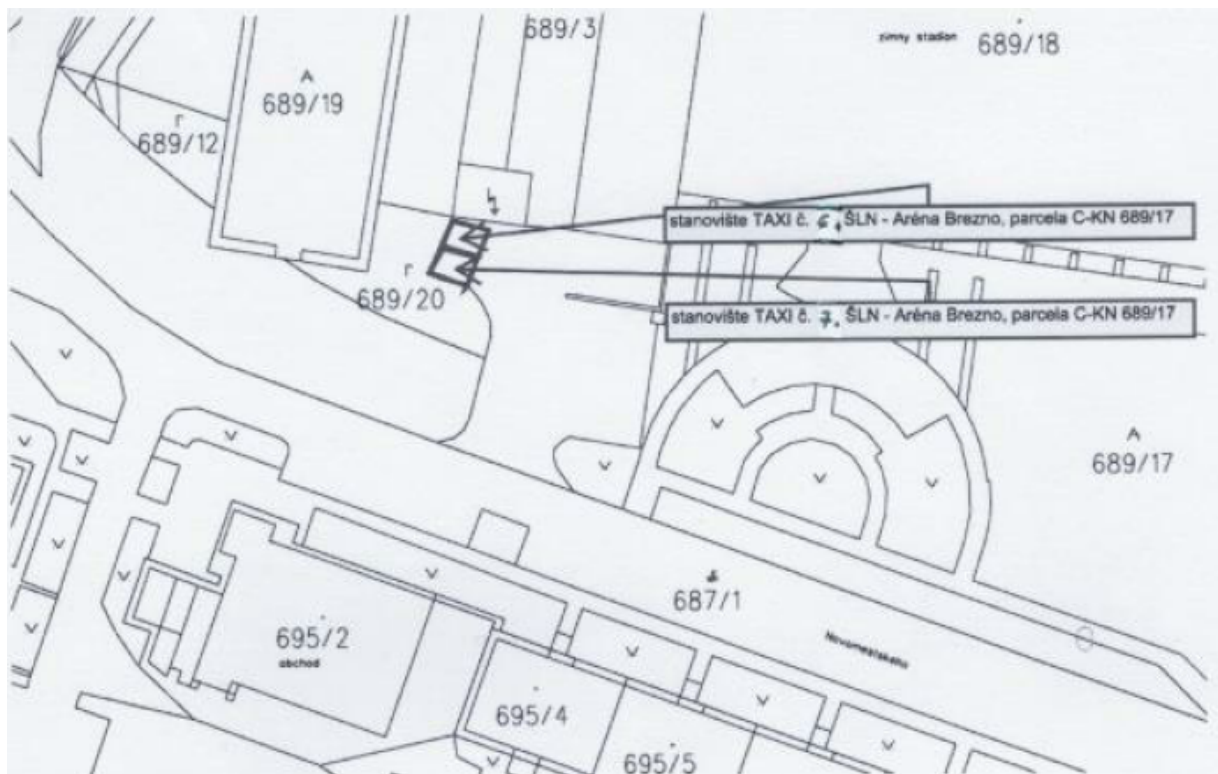 689/3
zimny stadion 689/18
689/19
689/12
stanovište TAXI č. 6, ŠLN - Aréna Brezno, parcela C-KN 689/17
689/20
stanovište TAXI č. 7, ŠLN - Aréna Brezno, parcela C-KN 689/17
689/17
687/1
Novomestského
695/2
obchod
695/4
695/5